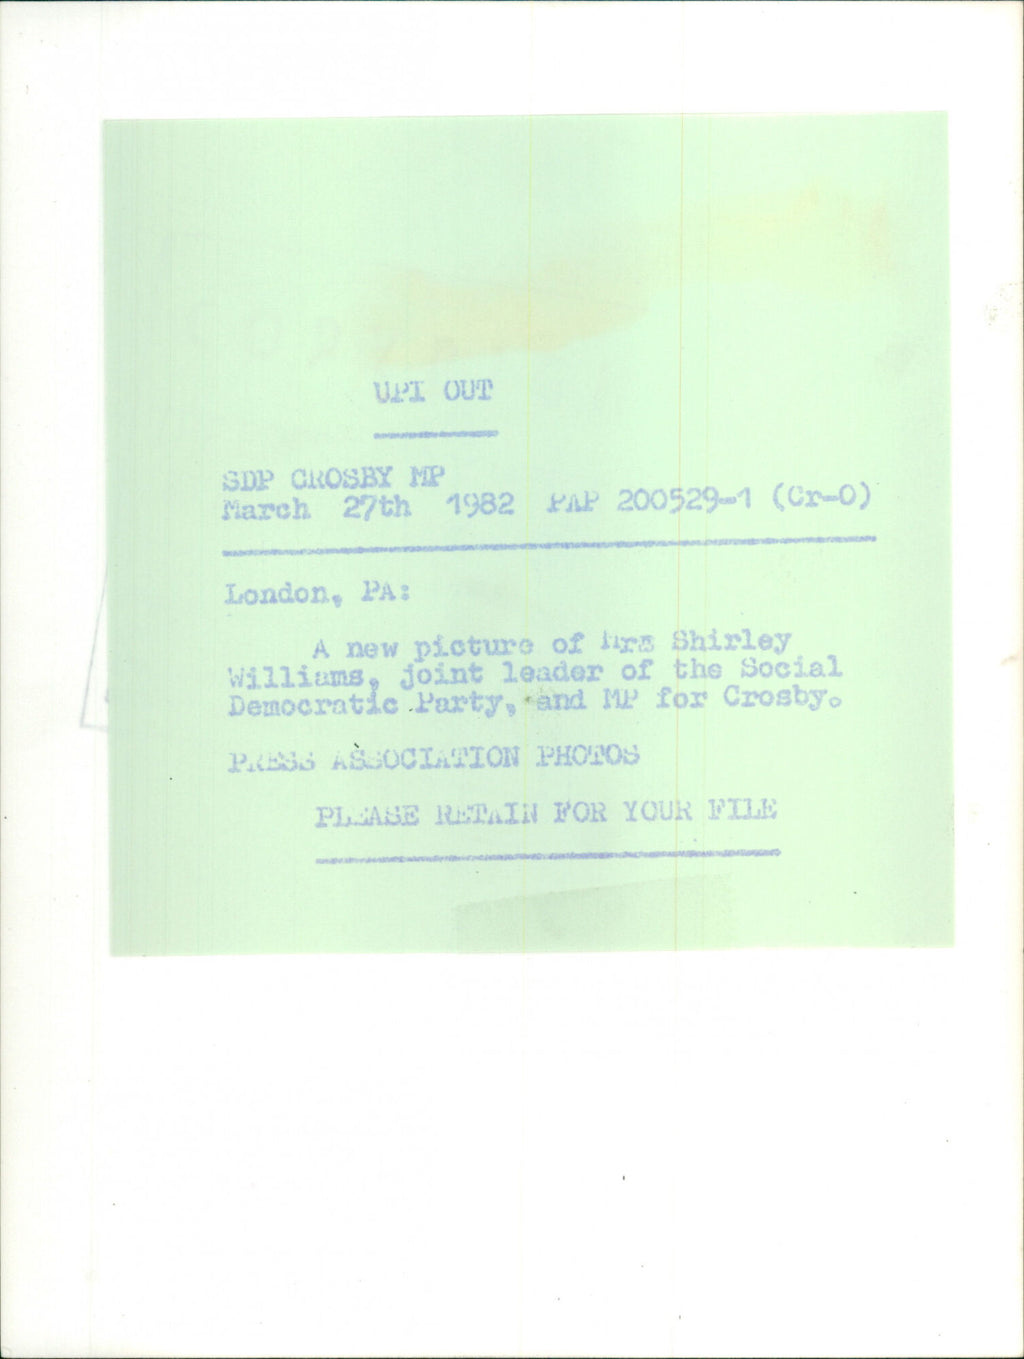 UPI OUT
SDP CROSBY MP
March 27th 1982 PAP 200529-1 (Cr-O)
London, PA:
A new picture of Mrs Shirley
Williams, joint leader of the Social
Democratic Party, and MP for Crosby.
PRESS ASSOCIATION PHOTOS
PLEASE RETAIN FOR YOUR FILE